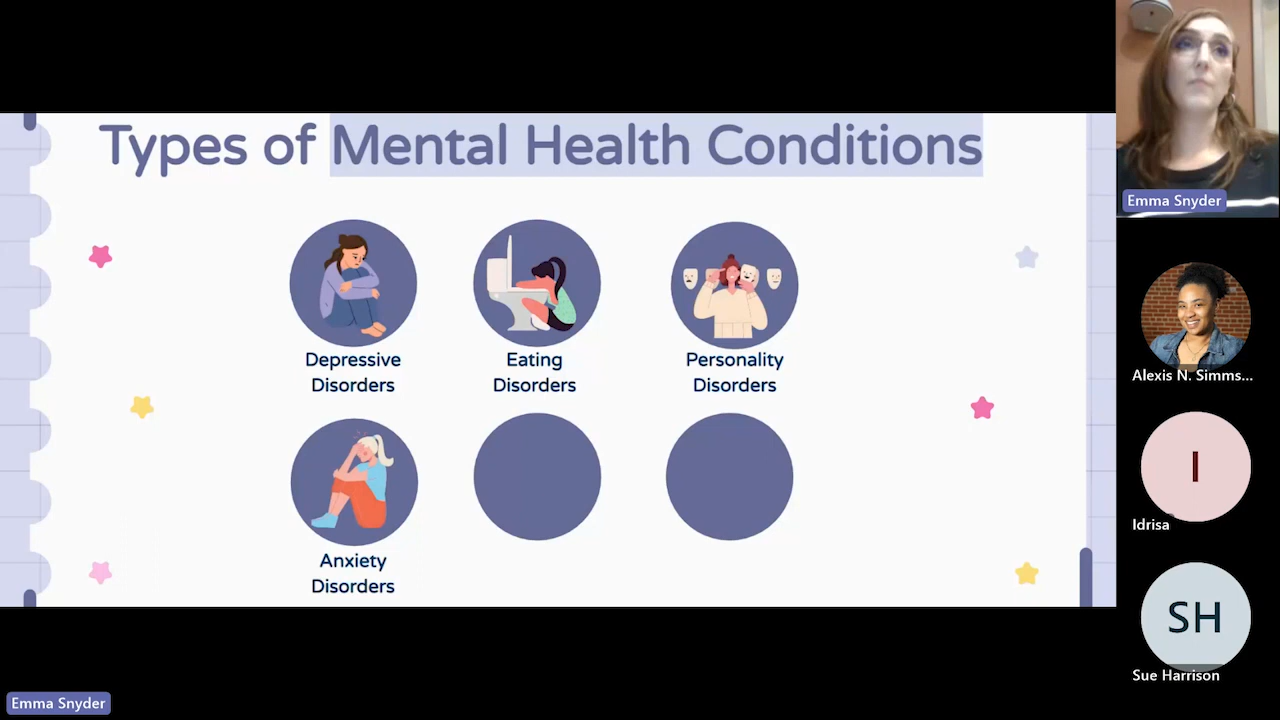 Types of Mental Health Conditions
Depressive
Disorders
Eating
Disorders
Personality
Disorders
Anxiety
Disorders
Emma Snyder
Alexis N. Simms...
I
Idrisa
SH
Sue Harrison
Emma Snyder